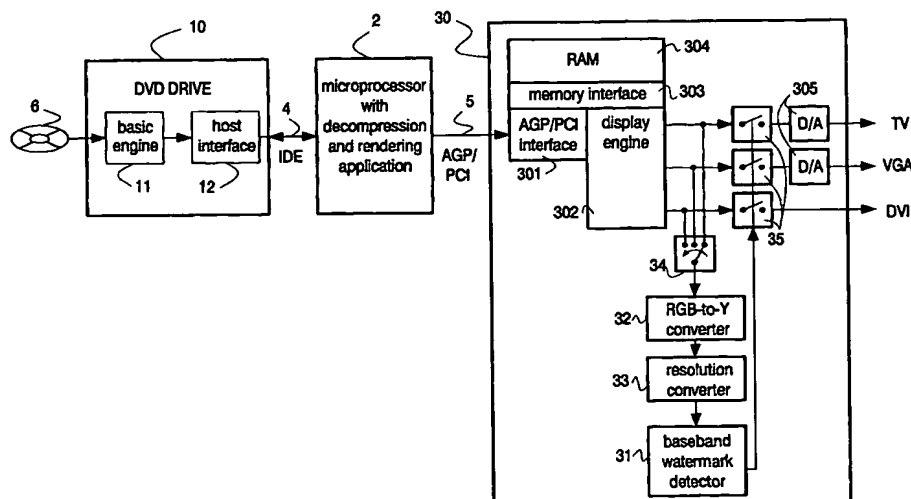 10
DVD DRIVE
6
basic
engine
11
host
interface
12
4
IDE
2
microprocessor
with
decompression
and rendering
application
5
AGP/
PCI
30
RAM
304
memory interface
303
AGP/PCI
interface
301
display
engine
302
305
D/A
TV
D/A
VGA
DVI
35
34
32
RGB-to-Y
converter
33
resolution
converter
31
baseband
watermark
detector